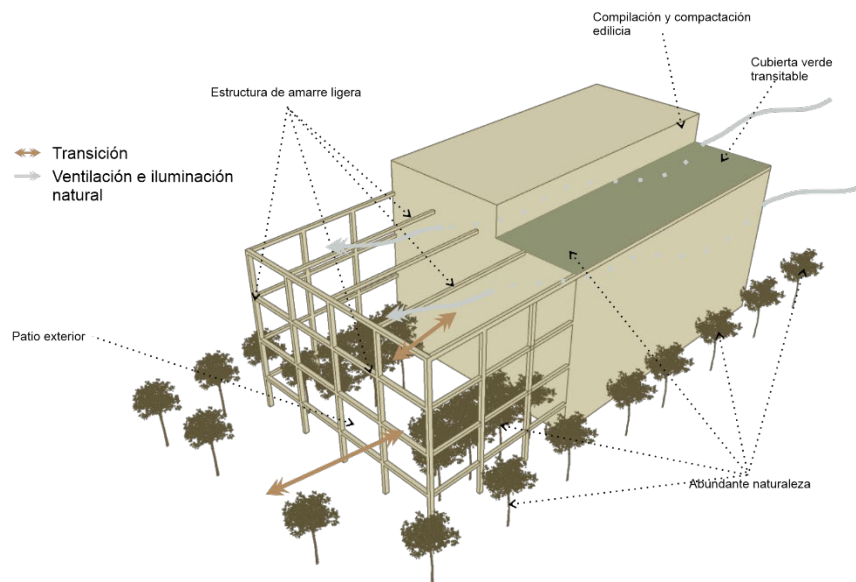 Compilación y compactación
edilicia
Cubierta verde
transitable
Estructura de amarre ligera
Transición
Ventilación e iluminación
natural
Patio exterior
Abundante naturaleza